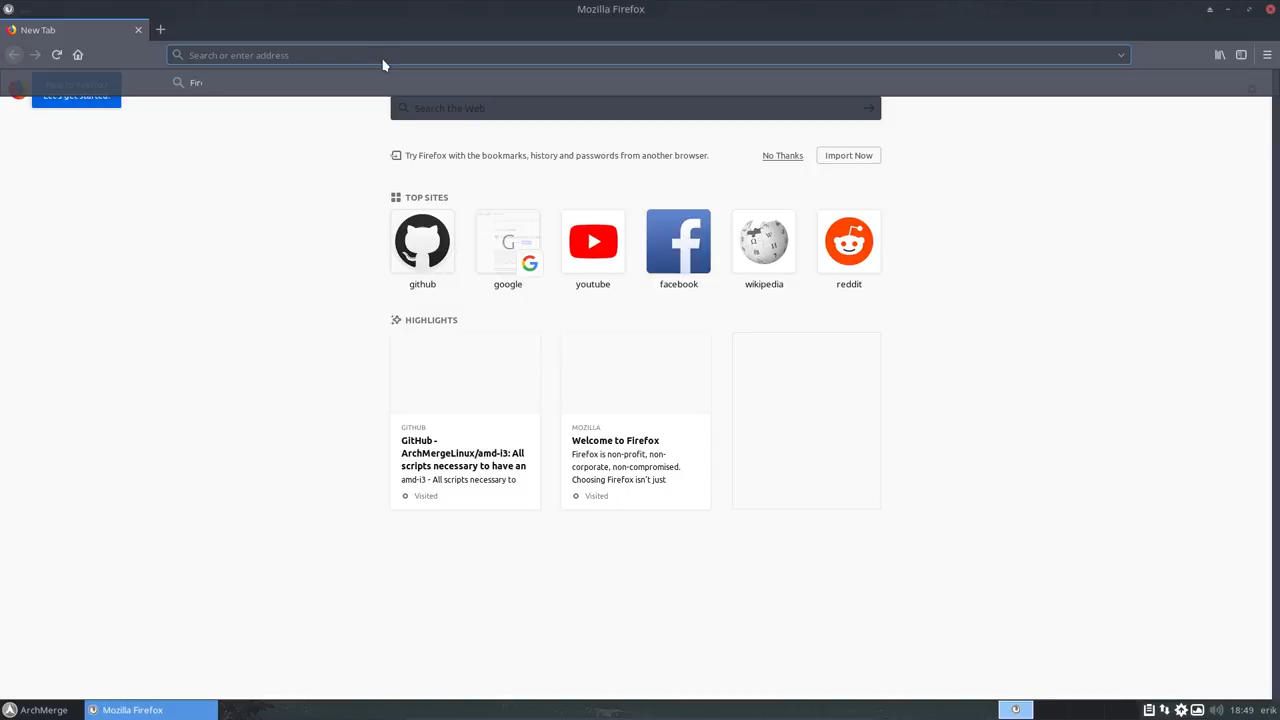 Mozilla Firefox
New Tab
Search or enter address
Let's get started.
Search the Web
Try Firefox with the bookmarks, history and passwords from another browser.
No Thanks
Import Now
TOP SITES
github
google
youtube
facebook
wikipedia
reddit
HIGHLIGHTS
GITHUB
GitHub -
ArchMergeLinux/amd-i3: All
scripts necessary to have an
amd-i3 - All scripts necessary to
Visited
MOZILLA
Welcome to Firefox
Firefox is non-profit, non-
corporate, non-compromised.
Choosing Firefox isn't just
Visited
ArchMerge
Mozilla Firefox
18:49
erik